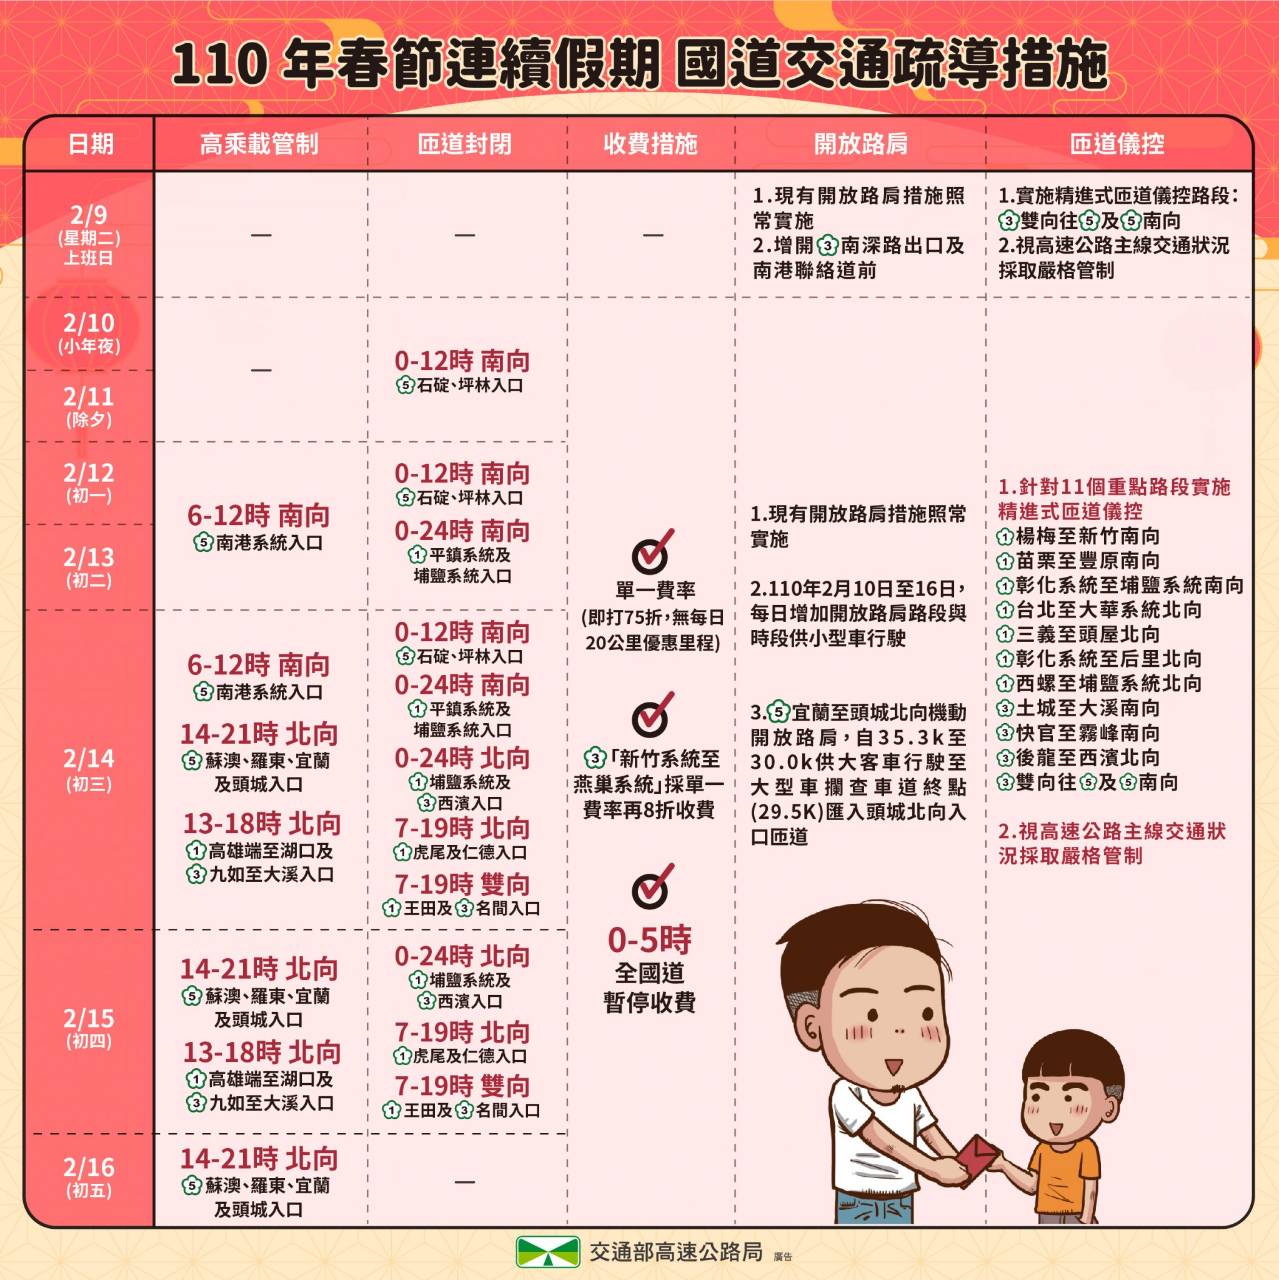 110 年春節連續假期 國道交通疏導措施
日期
高乘載管制
匝道封閉
收費措施
開放路肩
匝道儀控
2/9
(星期二)
上班日
—
—
—
1.現有開放路肩措施照
常實施
2.增開3南深路出口及
南港聯絡道前
1.實施精進式匝道儀控路段:
3雙向往5及5南向
2.視高速公路主線交通狀況
採取嚴格管制
2/10
(小年夜)
2/11
(除夕)
—
0-12時 南向
5石碇、坪林入口
2/12
(初一)
2/13
(初二)
6-12時 南向
5南港系統入口
0-12時 南向
5石碇、坪林入口
0-24時 南向
1平鎮系統及
埔鹽系統入口
2/14
(初三)
6-12時 南向
5南港系統入口
14-21時 北向
5蘇澳、羅東、宜蘭
及頭城入口
13-18時 北向
1高雄端至湖口及
3九如至大溪入口
0-12時 南向
5石碇、坪林入口
0-24時 南向
1平鎮系統及
埔鹽系統入口
0-24時 北向
1埔鹽系統及
3西濱入口
7-19時 北向
1虎尾及仁德入口
7-19時 雙向
1王田及3名間入口
2/15
(初四)
14-21時 北向
5蘇澳、羅東、宜蘭
及頭城入口
13-18時 北向
1高雄端至湖口及
3九如至大溪入口
0-24時 北向
1埔鹽系統及
3西濱入口
7-19時 北向
1虎尾及仁德入口
7-19時 雙向
1王田及3名間入口
2/16
(初五)
14-21時 北向
5蘇澳、羅東、宜蘭
及頭城入口
—
單一費率
(即打75折,無每日
20公里優惠里程)
3「新竹系統至
燕巢系統」採單一
費率再8折收費
0-5時
全國道
暫停收費
1.現有開放路肩措施照常
實施
2.110年2月10日至16日,
每日增加開放路肩路段與
時段供小型車行駛
3.5宜蘭至頭城北向機動
開放路肩,自35.3k至
30.0k供大客車行駛至
大型車攔查車道終點
(29.5K)匯入頭城北向入
口匝道
1.針對11個重點路段實施
精進式匝道儀控
1楊梅至新竹南向
1苗栗至豐原南向
1彰化系統至埔鹽系統南向
1台北至大華系統北向
1三義至頭屋北向
1彰化系統至后里北向
1西螺至埔鹽系統北向
3土城至大溪南向
3快官至霧峰南向
3後龍至西濱北向
3雙向往5及5南向
2.視高速公路主線交通狀
況採取嚴格管制
交通部高速公路局 廣告